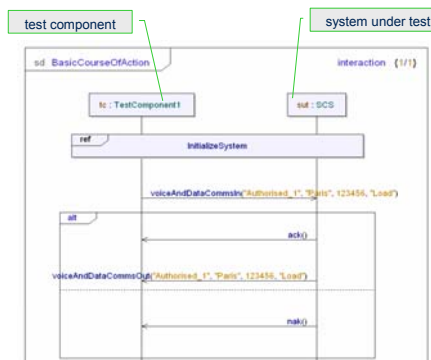 test component
system under test
sd BasicCourseOfAction
interaction {1/1}
tc : TestComponent1
sut : SCS
ref
InitializeSystem
voiceAndDataCommsIn("Authorised_1", "Paris", 123456, "Load")
alt
ack()
voiceAndDataCommsOut("Authorised_1", "Paris", 123456, "Load")
nak()